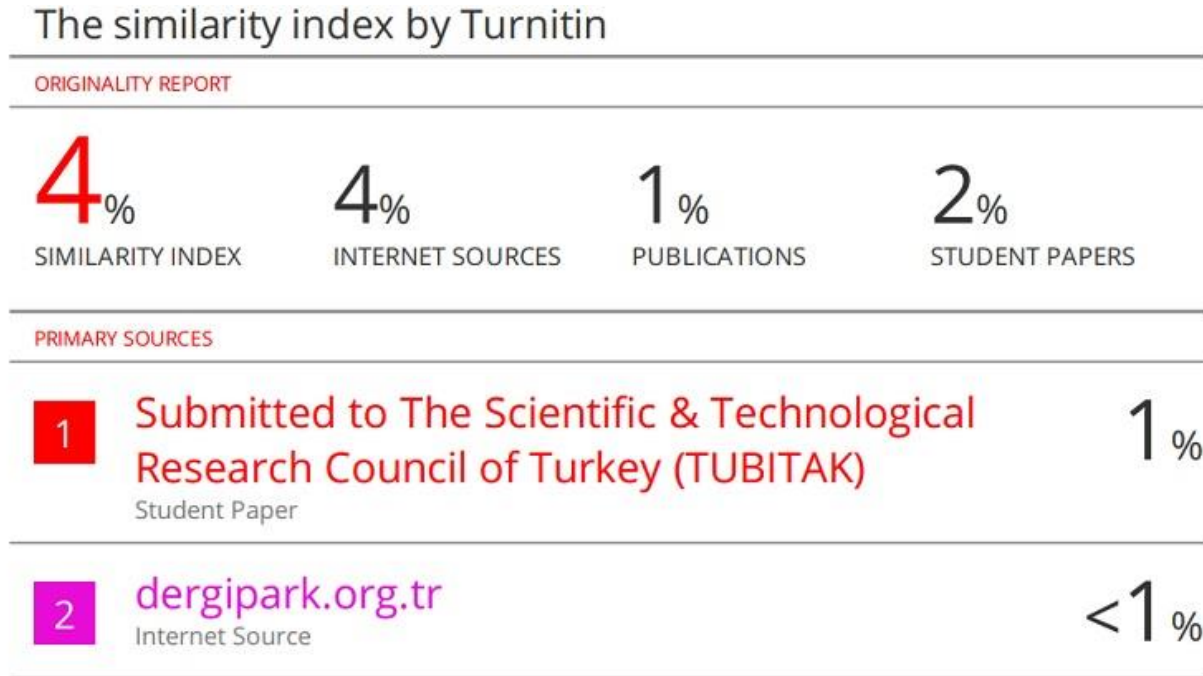 The similarity index by Turnitin
ORIGINALITY REPORT
4% 4% 1% 2%
SIMILARITY INDEX INTERNET SOURCES PUBLICATIONS STUDENT PAPERS
PRIMARY SOURCES
1 Submitted to The Scientific & Technological 1%
Research Council of Turkey (TUBITAK)
Student Paper
2 dergipark.org.tr <1%
Internet Source